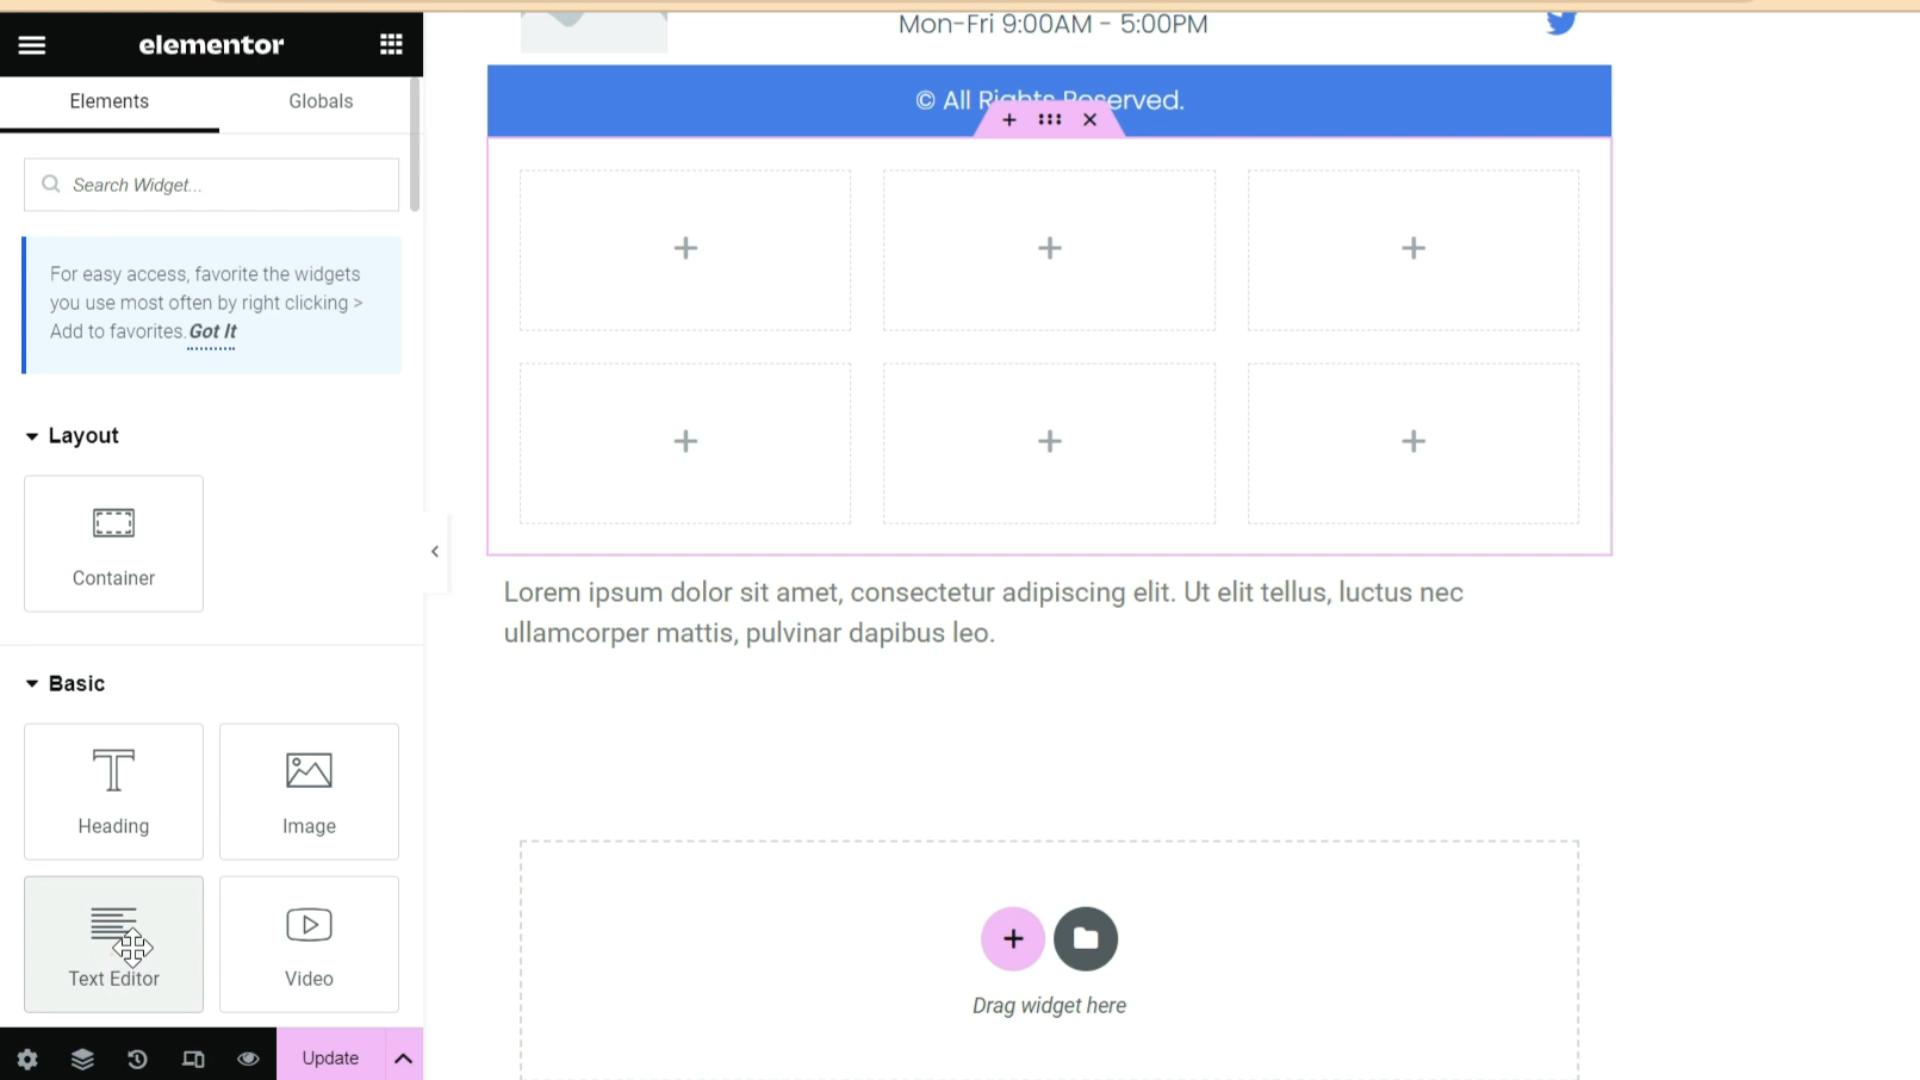 elementor
Elements
Globals
Search Widget...
For easy access, favorite the widgets
you use most often by right clicking >
Add to favorites. Got It
Layout
Container
Basic
Heading
Image
Text Editor
Video
Update
Mon-Fri 9:00AM - 5:00PM
© All Rights Reserved.
Lorem ipsum dolor sit amet, consectetur adipiscing elit. Ut elit tellus, luctus nec
ullamcorper mattis, pulvinar dapibus leo.
Drag widget here